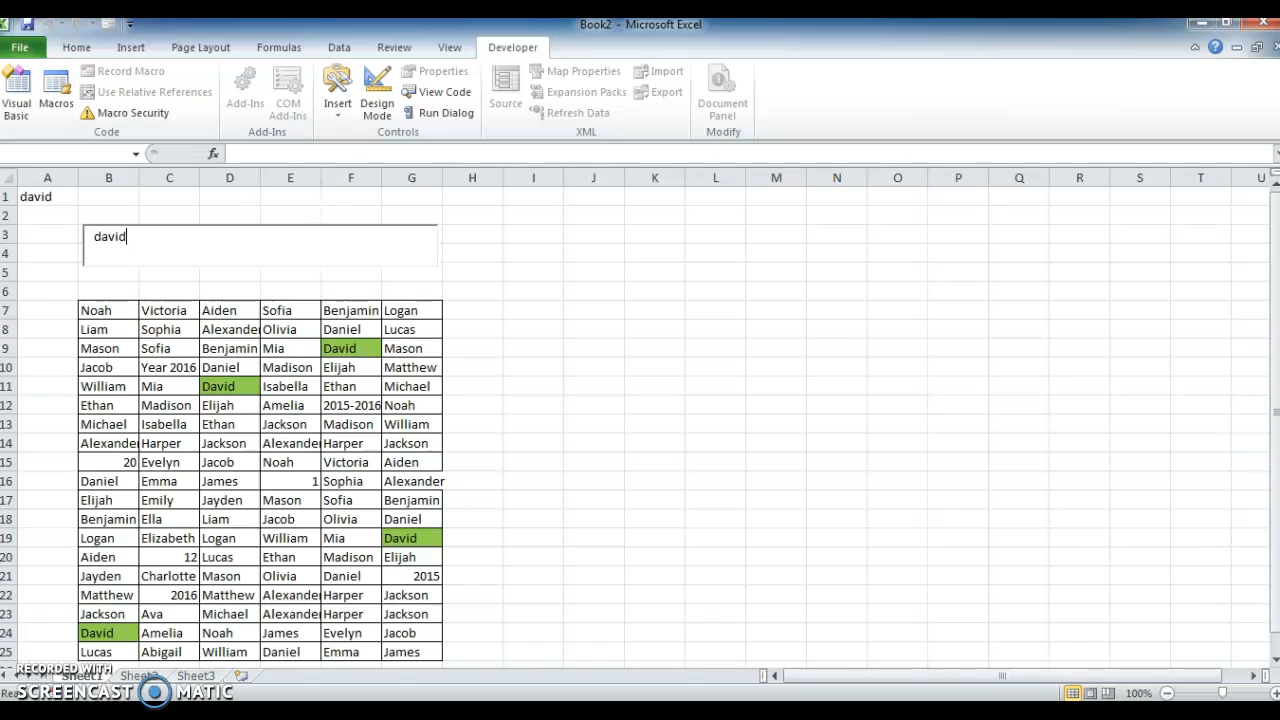 Book2 - Microsoft Excel
File Home Insert Page Layout Formulas Data Review View Developer
Visual Basic
Macros
Record Macro
Use Relative References
Macro Security
Code
Add-Ins
COM Add-Ins
Add-Ins
Insert
Design Mode
Properties
View Code
Run Dialog
Controls
Source
Map Properties
Expansion Packs
Refresh Data
Import
Export
XML
Document Panel
Modify
fx
A B C D E F G H I J K L M N O P Q R S T U
1 david
2
3 david
4
5
6
7 Noah Victoria Aiden Sofia Benjamin Logan
8 Liam Sophia Alexander Olivia Daniel Lucas
9 Mason Sofia Benjamin Mia David Mason
10 Jacob Year 2016 Daniel Madison Elijah Matthew
11 William Mia David Isabella Ethan Michael
12 Ethan Madison Elijah Amelia 2015-2016 Noah
13 Michael Isabella Ethan Jackson Madison William
14 Alexander Harper Jackson Alexander Harper Jackson
15 20 Evelyn Jacob Noah Victoria Aiden
16 Daniel Emma James 1 Sophia Alexander
17 Elijah Emily Jayden Mason Sofia Benjamin
18 Benjamin Ella Liam Jacob Olivia Daniel
19 Logan Elizabeth Logan William Mia David
20 Aiden 12 Lucas Ethan Madison Elijah
21 Jayden Charlotte Mason Olivia Daniel 2015
22 Matthew 2016 Matthew Alexander Harper Jackson
23 Jackson Ava Michael Alexander Harper Jackson
24 David Amelia Noah James Evelyn Jacob
25 Lucas Abigail William Daniel Emma James
RECORDED WITH
Sheet1 Sheet2 Sheet3
SCREENCAST MATIC
100%